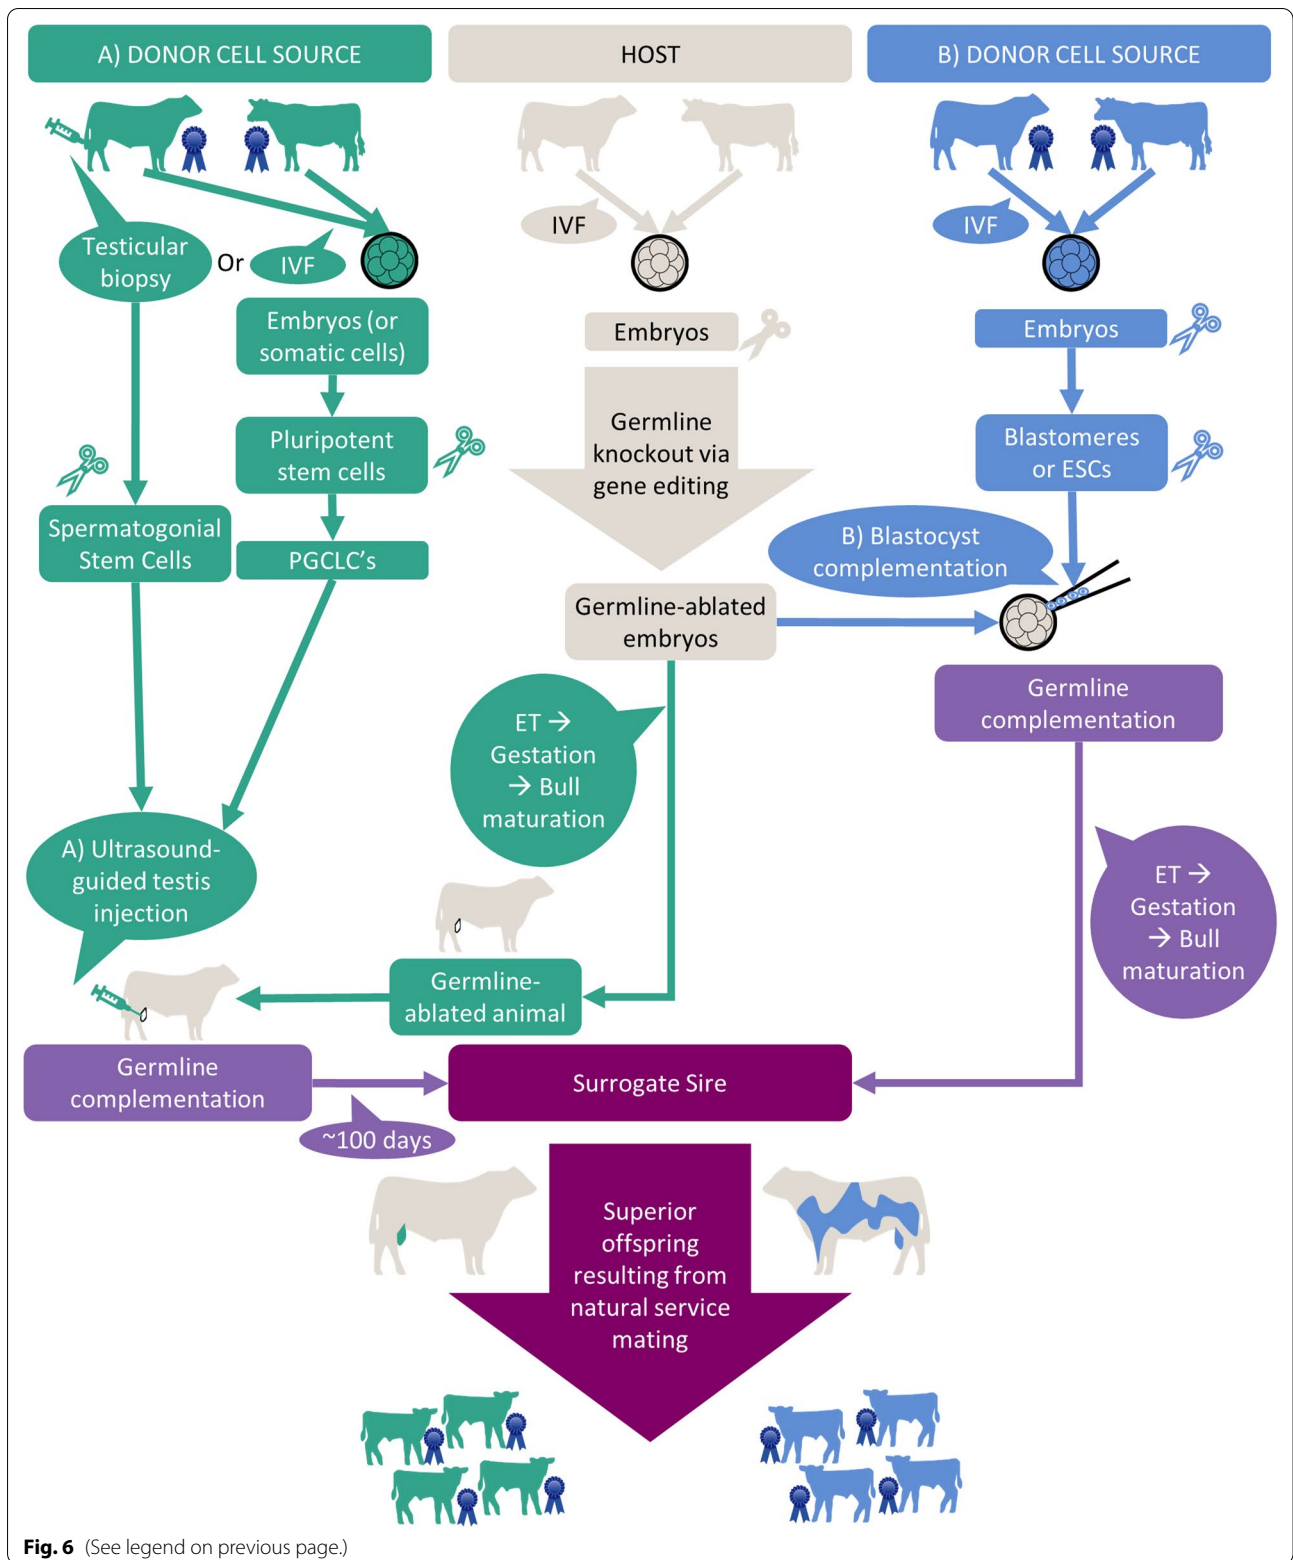 A) DONOR CELL SOURCE
HOST
B) DONOR CELL SOURCE
Testicular
biopsy
Or
IVF
IVF
IVF
Embryos (or
somatic cells)
Embryos
Embryos
Pluripotent
stem cells
Germline
knockout via
gene editing
Blastomeres
or ESCs
Spermatogonial
Stem Cells
PGCLC's
B) Blastocyst
complementation
Germline-ablated
embryos
Germline
complementation
ET →
Gestation
→ Bull
maturation
A) Ultrasound-
guided testis
injection
ET →
Gestation
→ Bull
maturation
Germline-
ablated animal
Germline
complementation
Surrogate Sire
~100 days
Superior
offspring
resulting from
natural service
mating
Fig. 6 (See legend on previous page.)